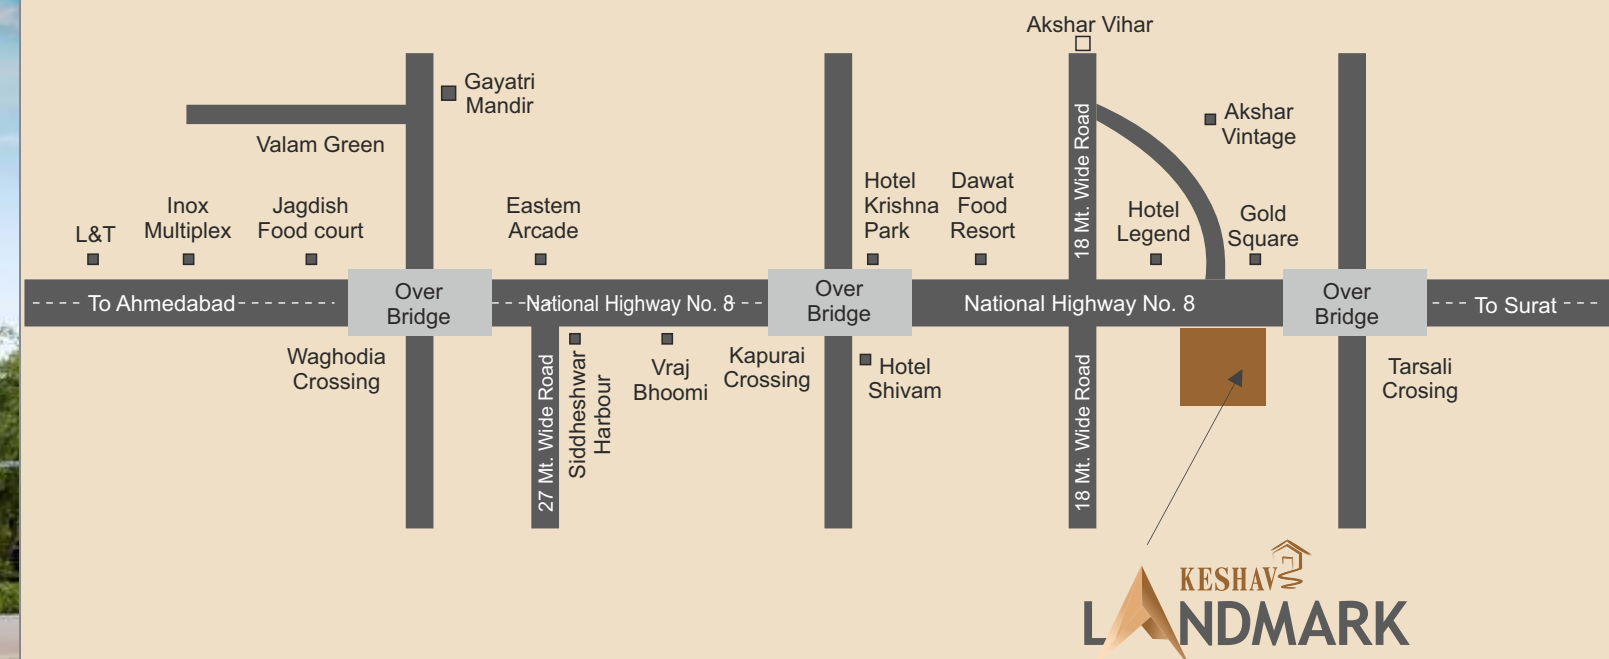 Akshar Vihar
Gayatri
Mandir
Valam Green
Akshar
Vintage
18 Mt. Wide Road
L&T
Inox
Multiplex
Jagdish
Food court
Eastem
Arcade
Hotel
Krishna
Park
Dawat
Food
Resort
Hotel
Legend
Gold
Square
To Ahmedabad
Over
Bridge
National Highway No. 8
Over
Bridge
National Highway No. 8
Over
Bridge
To Surat
Waghodia
Crossing
27 Mt. Wide Road
Siddheshwar
Harbour
Vraj
Bhoomi
Kapurai
Crossing
Hotel
Shivam
18 Mt. Wide Road
Tarsali
Crosing
KESHAV
LANDMARK